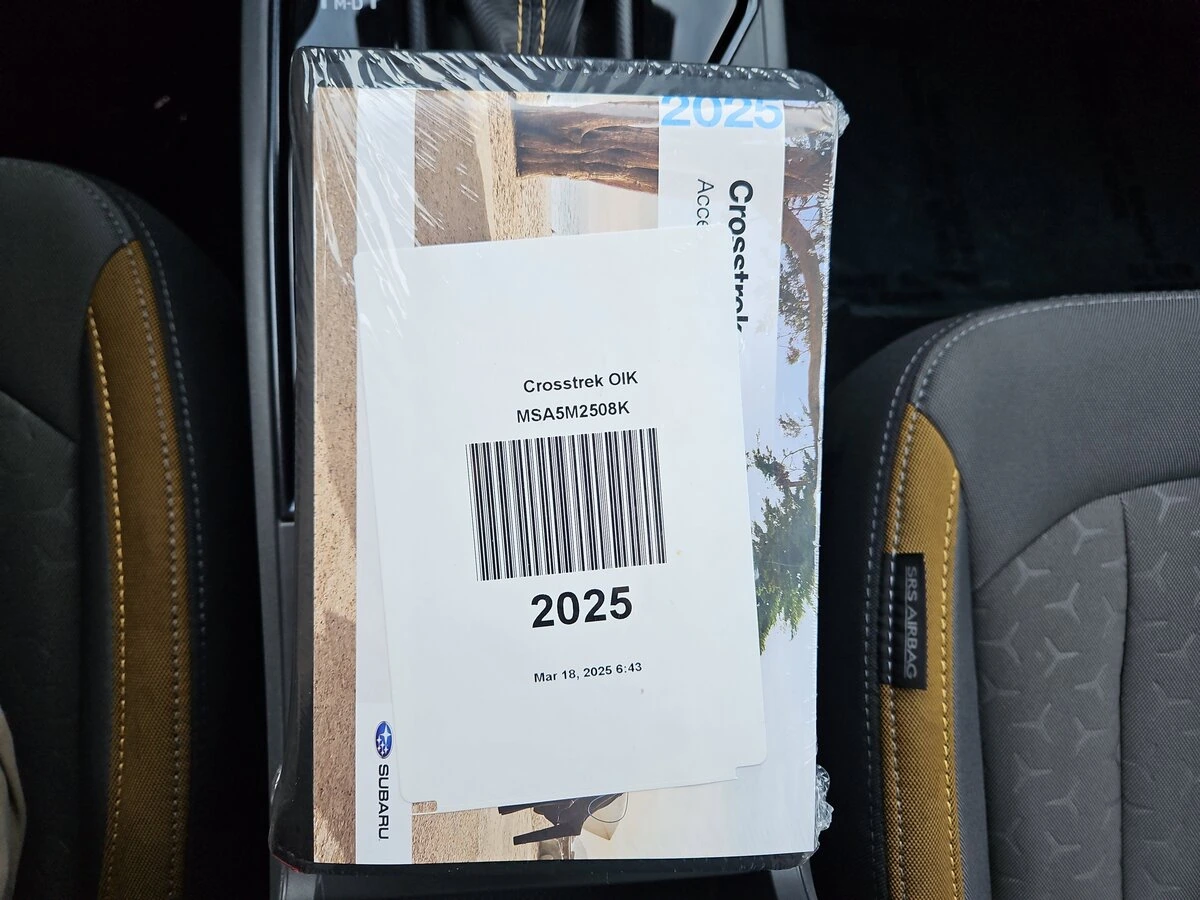 M-D
2025
Crosstrek
Acce
Crosstrek OIK
MSA5M2508K
2025
Mar 18, 2025 6:43
SUBARU
SRS AIRBAG